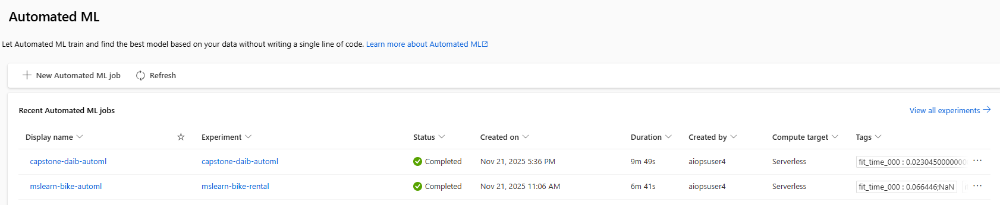 Automated ML
Let Automated ML train and find the best model based on your data without writing a single line of code. Learn more about Automated ML
New Automated ML job Refresh
Recent Automated ML jobs View all experiments
Display name Experiment Status Created on Duration Created by Compute target Tags
capstone-daib-automl capstone-daib-automl Completed Nov 21, 2025 5:36 PM 9m 49s aiopsuser4 Serverless fit_time_000 : 0.0230450000000 ...
mslearn-bike-automl mslearn-bike-rental Completed Nov 21, 2025 11:06 AM 6m 41s aiopsuser4 Serverless fit_time_000 : 0.066446;NaN ...